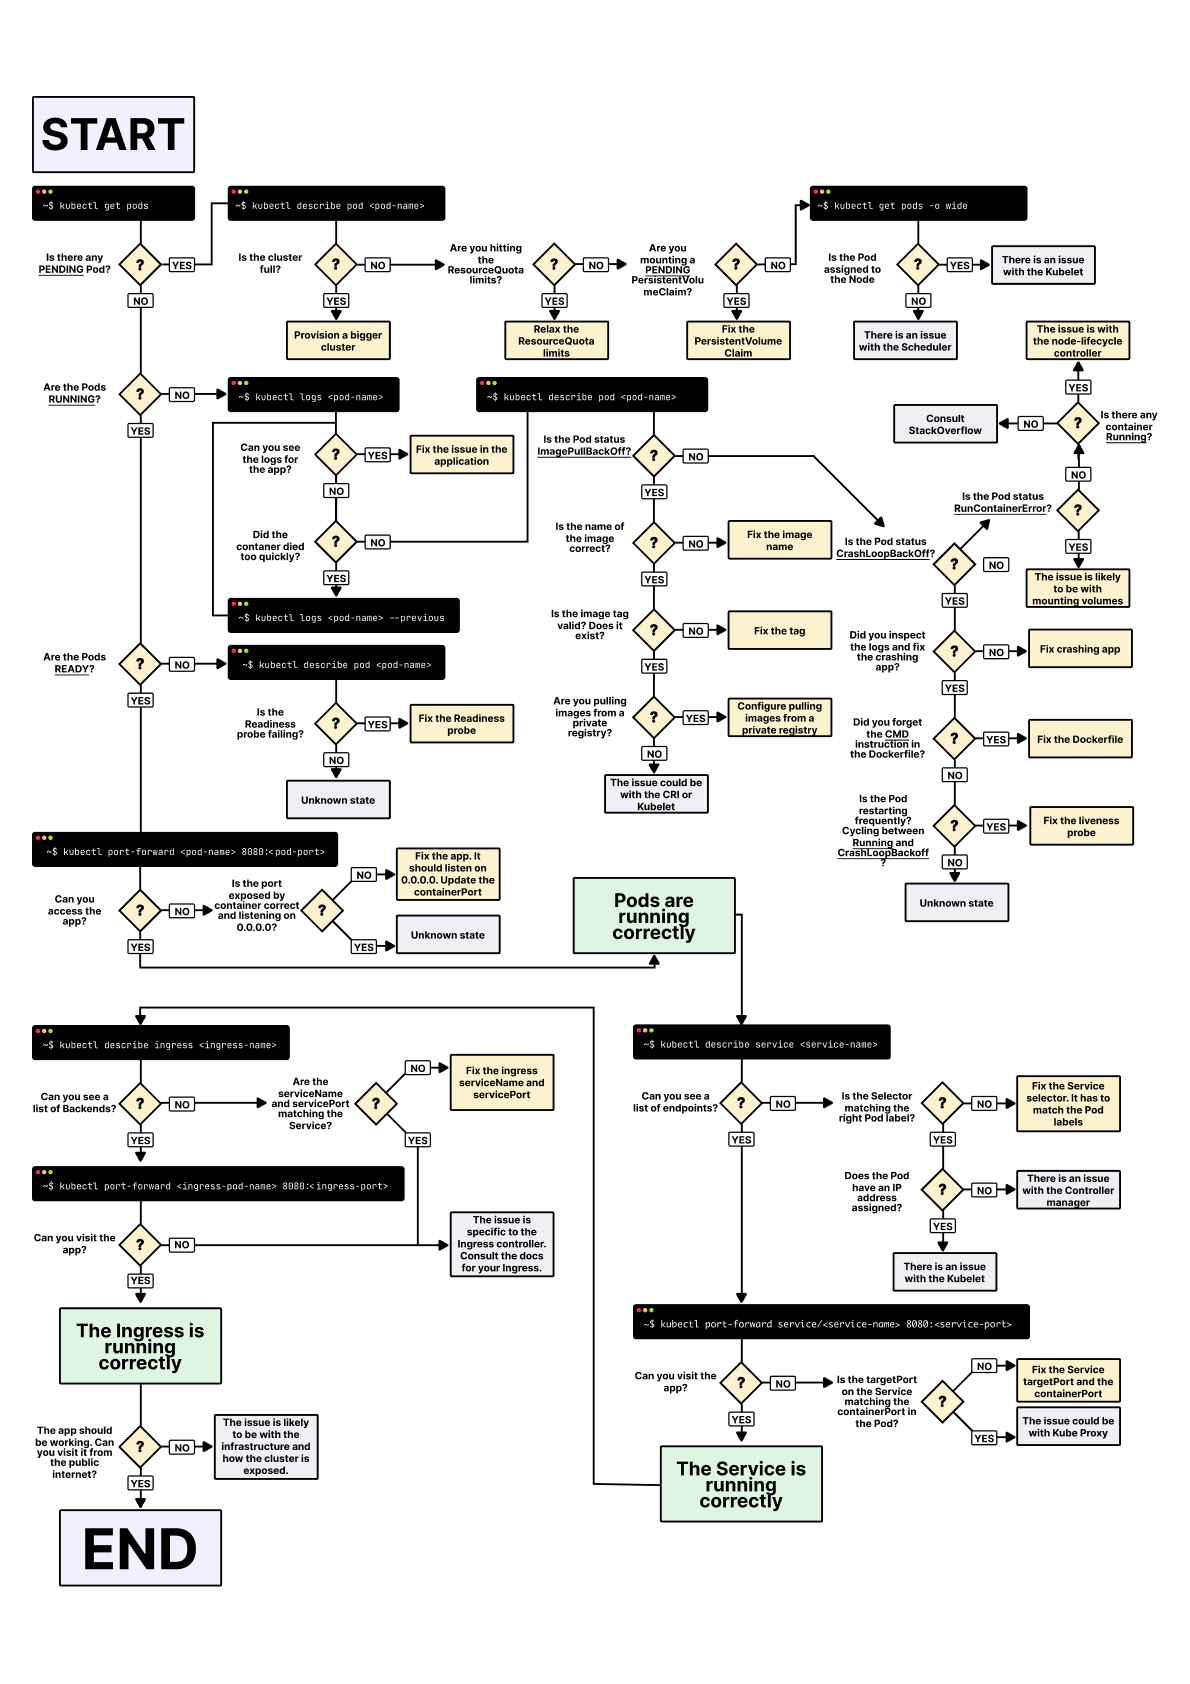 START
~$ kubectl get pods
Is there any
PENDING Pod?
?
YES
NO
~$ kubectl describe pod <pod-name>
Is the cluster
full?
?
NO
YES
Provision a bigger
cluster
Are you hitting
the
ResourceQuota
limits?
?
NO
YES
Relax the
ResourceQuota
limits
Are you
mounting a
PENDING
PersistentVolu
meClaim?
?
NO
YES
Fix the
PersistentVolume
Claim
~$ kubectl get pods -o wide
Is the Pod
assigned to
the Node
?
YES
There is an issue
with the Kubelet
NO
There is an issue
with the Scheduler
Are the Pods
RUNNING?
?
NO
YES
~$ kubectl logs <pod-name>
Can you see
the logs for
the app?
?
YES
Fix the issue in the
application
NO
Did the
contaner died
too quickly?
?
NO
YES
~$ kubectl logs <pod-name> --previous
~$ kubectl describe pod <pod-name>
Is the Pod status
ImagePullBackOff?
?
NO
YES
Is the name of
the image
correct?
?
NO
Fix the image
name
YES
Is the image tag
valid? Does it
exist?
?
NO
Fix the tag
YES
Are you pulling
images from a
private
registry?
?
YES
Configure pulling
images from a
private registry
NO
The issue could be
with the CRI or
Kubelet
The issue is with
the node-lifecycle
controller
YES
Consult
StackOverflow
NO
?
Is there any
container
Running?
NO
Is the Pod status
RunContainerError?
?
YES
The issue is likely
to be with
mounting volumes
Is the Pod status
CrashLoopBackOff?
?
NO
YES
Did you inspect
the logs and fix
the crashing
app?
?
NO
Fix crashing app
YES
Did you forget
the CMD
instruction in
the Dockerfile?
?
YES
Fix the Dockerfile
NO
Is the Pod
restarting
frequently?
Cycling between
Running and
CrashLoopBackoff
?
?
YES
Fix the liveness
probe
NO
Unknown state
Are the Pods
READY?
?
NO
YES
~$ kubectl describe pod <pod-name>
Is the
Readiness
probe failing?
?
YES
Fix the Readiness
probe
NO
Unknown state
~$ kubectl port-forward <pod-name> 8080:<pod-port>
Can you
access the
app?
?
NO
YES
Is the port
exposed by
container correct
and listening on
0.0.0.0?
?
NO
Fix the app. It
should listen on
0.0.0.0. Update the
containerPort
YES
Unknown state
Pods are
running
correctly
~$ kubectl describe ingress <ingress-name>
Can you see a
list of Backends?
?
NO
YES
Are the
serviceName
and servicePort
matching the
Service?
?
NO
Fix the ingress
serviceName and
servicePort
YES
~$ kubectl port-forward <ingress-pod-name> 8080:<ingress-port>
Can you visit the
app?
?
NO
The issue is
specific to the
Ingress controller.
Consult the docs
for your Ingress.
YES
The Ingress is
running
correctly
The app should
be working. Can
you visit it from
the public
internet?
?
NO
The issue is likely
to be with the
infrastructure and
how the cluster is
exposed.
YES
END
~$ kubectl describe service <service-name>
Can you see a
list of endpoints?
?
NO
YES
Is the Selector
matching the
right Pod label?
?
NO
Fix the Service
selector. It has to
match the Pod
labels
YES
Does the Pod
have an IP
address
assigned?
?
NO
There is an issue
with the Controller
manager
YES
There is an issue
with the Kubelet
~$ kubectl port-forward service/<service-name> 8080:<service-port>
Can you visit the
app?
?
NO
YES
Is the targetPort
on the Service
matching the
containerPort in
the Pod?
?
NO
Fix the Service
targetPort and the
containerPort
YES
The issue could be
with Kube Proxy
The Service is
running
correctly